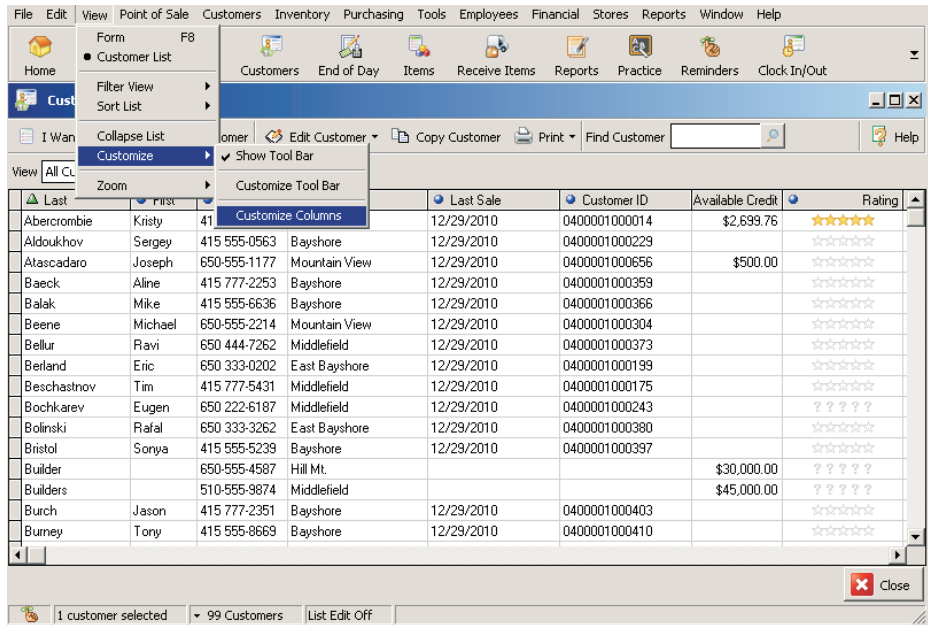 File Edit View Point of Sale Customers Inventory Purchasing Tools Employees Financial Stores Reports Window Help
Form F8
Customer List
Filter View
Sort List
Collapse List
Customize
Zoom
Show Tool Bar
Customize Tool Bar
Customize Columns
Home Customers End of Day Items Receive Items Reports Practice Reminders Clock In/Out
Cust
I Wan omer Edit Customer Copy Customer Print Find Customer Help
View All Cu
Last First Last Sale Customer ID Available Credit Rating
Abercrombie Kristy 41 12/29/2010 0400001000014 $2,699.76
Aldoukhov Sergey 415 555-0563 Bayshore 12/29/2010 0400001000229
Atascadaro Joseph 650-555-1177 Mountain View 12/29/2010 0400001000656 $500.00
Baeck Aline 415 777-2253 Bayshore 12/29/2010 0400001000359
Balak Mike 415 555-6636 Bayshore 12/29/2010 0400001000366
Beene Michael 650-555-2214 Mountain View 12/29/2010 0400001000304
Bellur Ravi 650 444-7262 Middlefield 12/29/2010 0400001000373
Berland Eric 650 333-0202 East Bayshore 12/29/2010 0400001000199
Beschastnov Tim 415 777-5431 Middlefield 12/29/2010 0400001000175
Bochkarev Eugen 650 222-6187 Middlefield 12/29/2010 0400001000243 ? ? ? ? ?
Bolinski Rafal 650 333-3262 East Bayshore 12/29/2010 0400001000380
Bristol Sonya 415 555-5239 Bayshore 12/29/2010 0400001000397
Builder 650-555-4587 Hill Mt. $30,000.00 ? ? ? ? ?
Builders 510-555-9874 Middlefield $45,000.00 ? ? ? ? ?
Burch Jason 415 777-2351 Bayshore 12/29/2010 0400001000403
Burney Tony 415 555-8669 Bayshore 12/29/2010 0400001000410
Close
1 customer selected 99 Customers List Edit Off